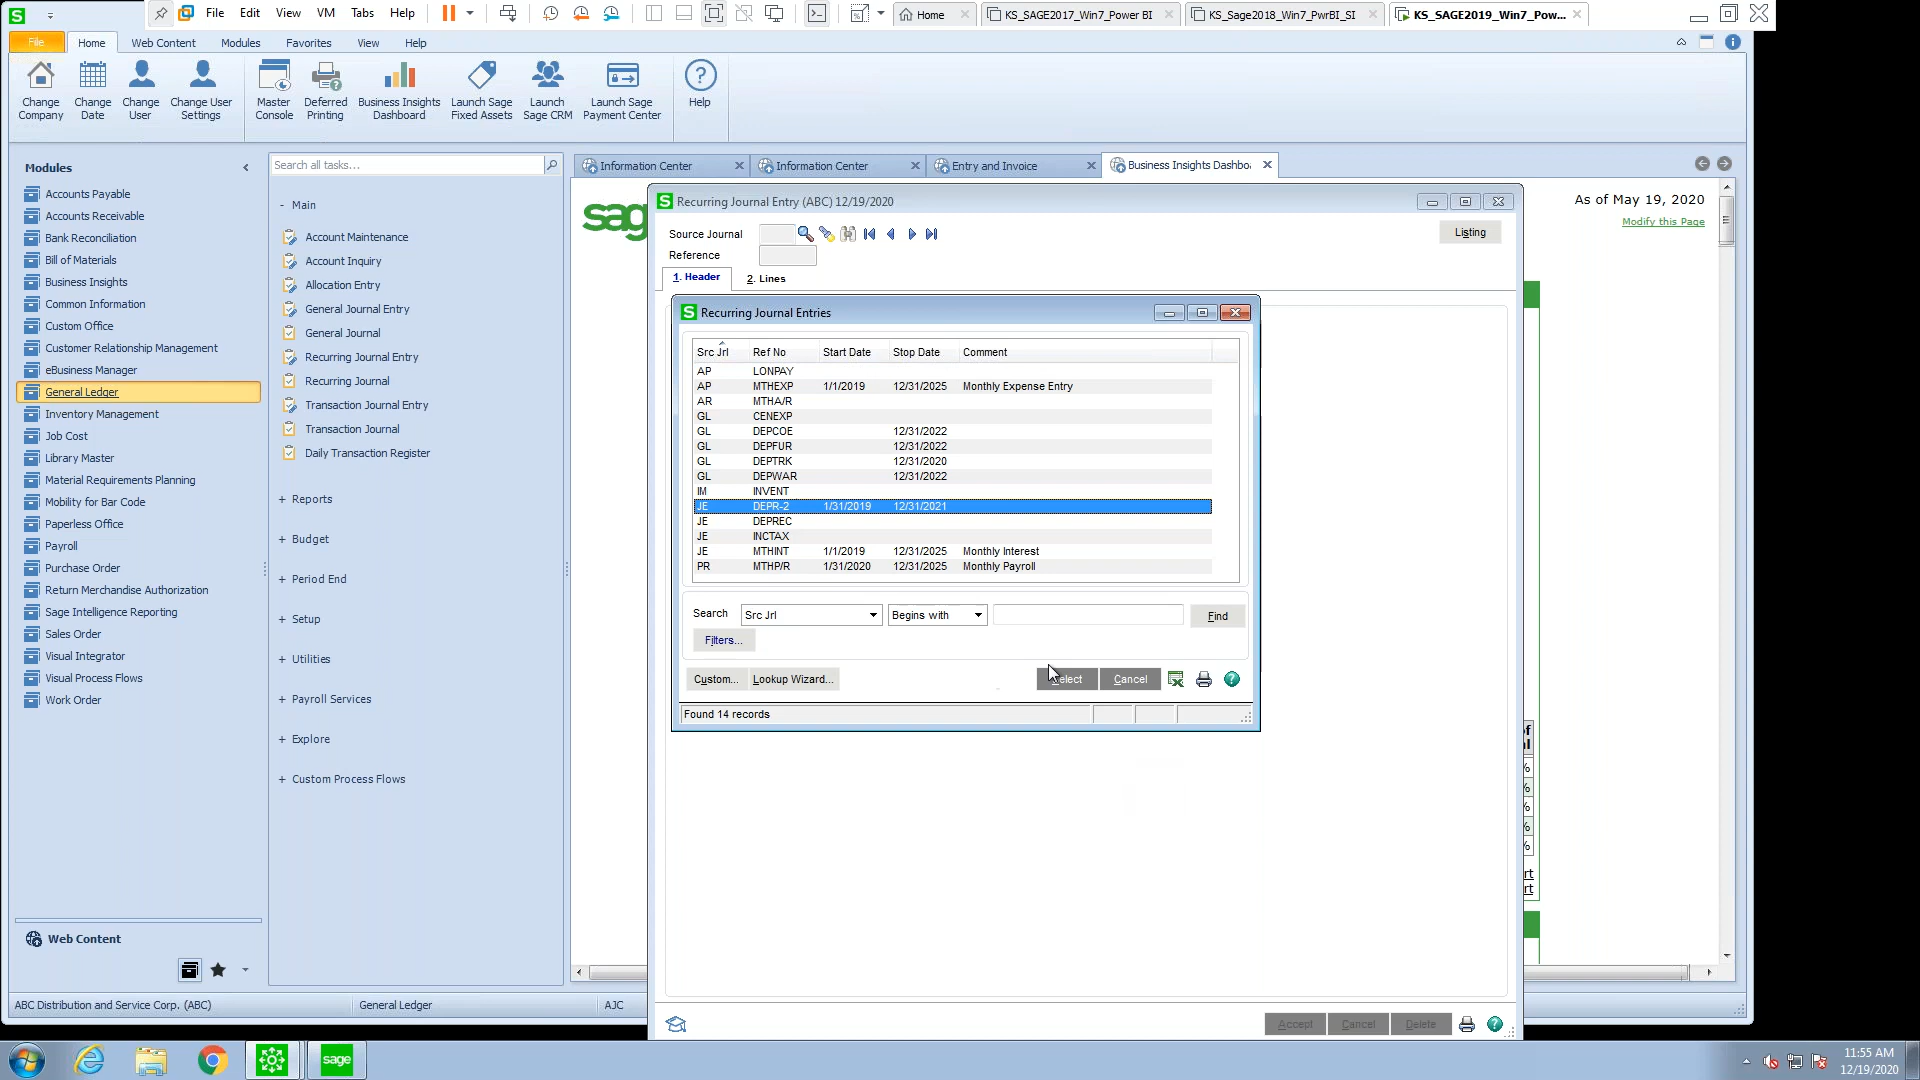 File Edit View VM Tabs Help Home KS_SAGE2017_Win7_Power BI KS_Sage2018_Win7_PwrBI_SI KS_SAGE2019_Win7_Pow...
File Home Web Content Modules Favorites View Help
Change Company
Change Date
Change User
Change User Settings
Master Console
Deferred Printing
Business Insights Dashboard
Launch Sage Fixed Assets
Launch Sage CRM
Launch Sage Payment Center
Help
Modules
Accounts Payable
Accounts Receivable
Bank Reconciliation
Bill of Materials
Business Insights
Common Information
Custom Office
Customer Relationship Management
eBusiness Manager
General Ledger
Inventory Management
Job Cost
Library Master
Material Requirements Planning
Mobility for Bar Code
Paperless Office
Payroll
Purchase Order
Return Merchandise Authorization
Sage Intelligence Reporting
Sales Order
Visual Integrator
Visual Process Flows
Work Order
Web Content
Search all tasks...
- Main
Account Maintenance
Account Inquiry
Allocation Entry
General Journal Entry
General Journal
Recurring Journal Entry
Recurring Journal
Transaction Journal Entry
Transaction Journal
Daily Transaction Register
+ Reports
+ Budget
+ Period End
+ Setup
+ Utilities
+ Payroll Services
+ Explore
+ Custom Process Flows
Information Center Information Center Entry and Invoice Business Insights Dashbo
sag
As of May 19, 2020
Modify this Page
Recurring Journal Entry (ABC) 12/19/2020
Source Journal
Listing
Reference
1. Header 2. Lines
Recurring Journal Entries
Src Jrl Ref No Start Date Stop Date Comment
AP LONPAY
AP MTHEXP 1/1/2019 12/31/2025 Monthly Expense Entry
AR MTHA/R
GL CENEXP
GL DEPCOE 12/31/2022
GL DEPFUR 12/31/2022
GL DEPTRK 12/31/2020
GL DEPWAR 12/31/2022
IM INVENT
JE DEPR-2 1/31/2019 12/31/2021
JE DEPREC
JE INCTAX
JE MTHINT 1/1/2019 12/31/2025 Monthly Interest
PR MTHP/R 1/31/2020 12/31/2025 Monthly Payroll
Search Src Jrl Begins with Find
Filters...
Custom... Lookup Wizard... Select Cancel
Found 14 records
Accept Cancel Delete
ABC Distribution and Service Corp. (ABC) General Ledger AJC
sage
11:55 AM
12/19/2020